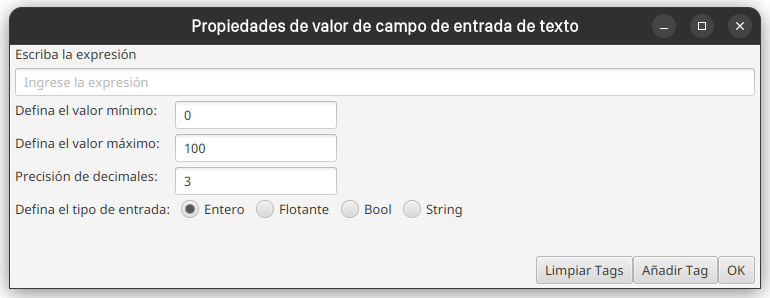 Propiedades de valor de campo de entrada de texto
Escriba la expresión
Ingrese la expresión
Defina el valor mínimo: 0
Defina el valor máximo: 100
Precisión de decimales: 3
Defina el tipo de entrada: Entero Flotante Bool String
Limpiar Tags Añadir Tag OK